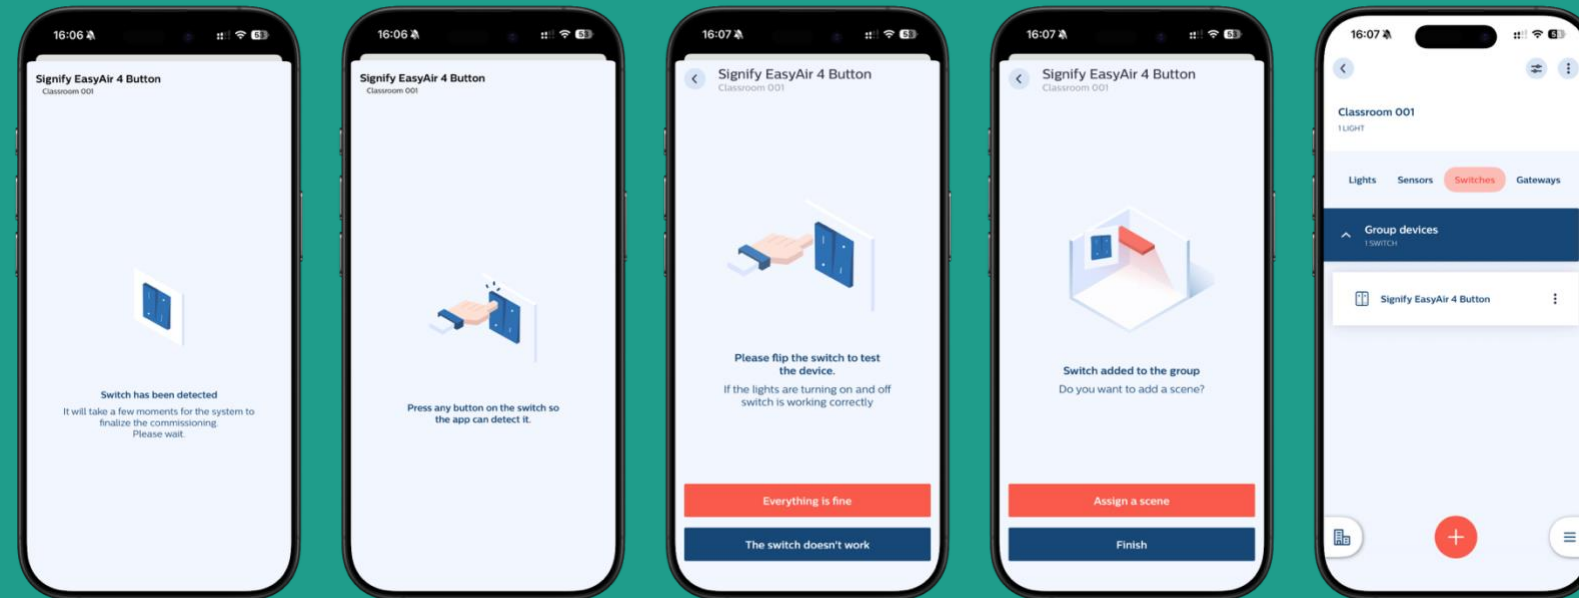 16:06
53
Signify EasyAir 4 Button
Classroom 001
Switch has been detected
It will take a few moments for the system to
finalize the commissioning.
Please wait.
16:06
53
Signify EasyAir 4 Button
Classroom 001
Press any button on the switch so
the app can detect it.
16:07
53
Signify EasyAir 4 Button
Classroom 001
Please flip the switch to test
the device.
If the lights are turning on and off
switch is working correctly
Everything is fine
The switch doesn't work
16:07
53
Signify EasyAir 4 Button
Classroom 001
Switch added to the group
Do you want to add a scene?
Assign a scene
Finish
16:07
Classroom 001
1 LIGHT
Lights Sensors Switches Gateways
Group devices
1 SWITCH
Signify EasyAir 4 Button